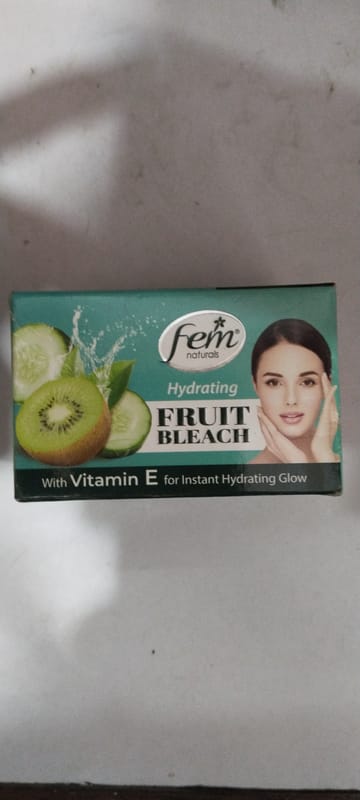 fem®
naturals
Hydrating
FRUIT
BLEACH
With Vitamin E for Instant Hydrating Glow